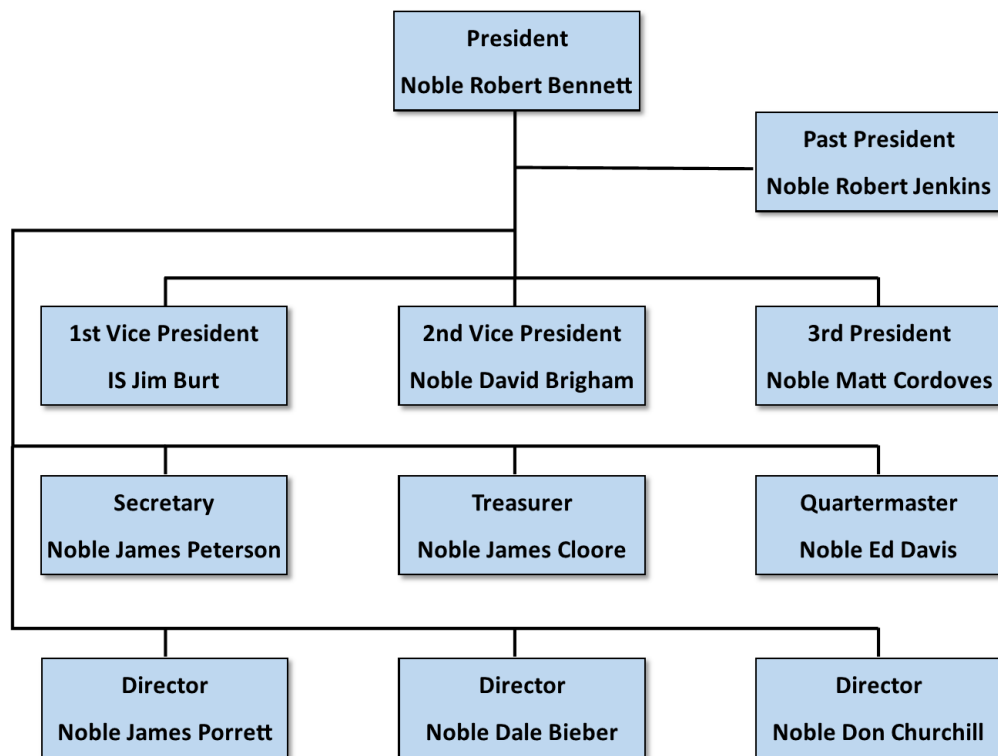 President
Noble Robert Bennett
Past President
Noble Robert Jenkins
1st Vice President
IS Jim Burt
2nd Vice President
Noble David Brigham
3rd President
Noble Matt Cordoves
Secretary
Noble James Peterson
Treasurer
Noble James Cloore
Quartermaster
Noble Ed Davis
Director
Noble James Porrett
Director
Noble Dale Bieber
Director
Noble Don Churchill